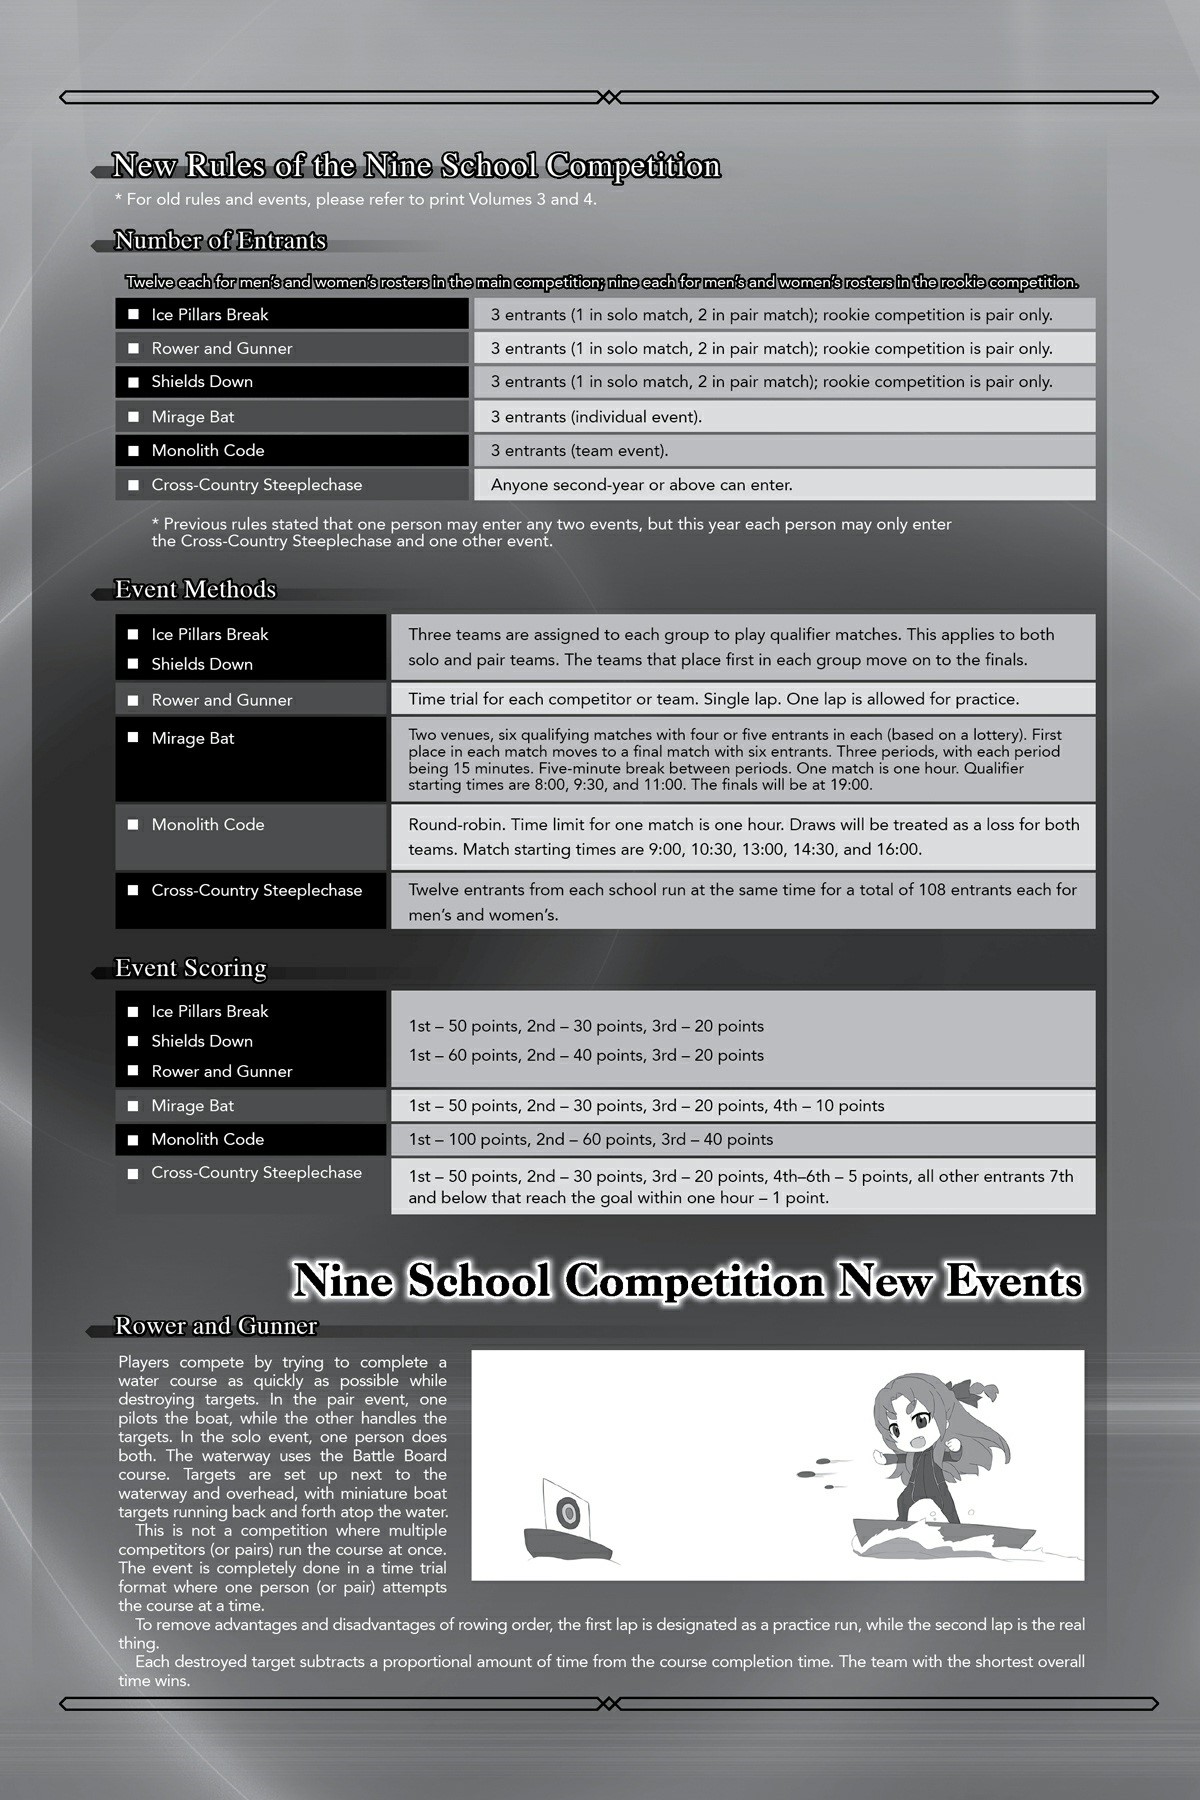 New Rules of the Nine School Competition
* For old rules and events, please refer to print Volumes 3 and 4.
Number of Entrants
Twelve each for men's and women's rosters in the main competition; nine each for men's and women's rosters in the rookie competition.
■ Ice Pillars Break 3 entrants (1 in solo match, 2 in pair match); rookie competition is pair only.
■ Rower and Gunner 3 entrants (1 in solo match, 2 in pair match); rookie competition is pair only.
■ Shields Down 3 entrants (1 in solo match, 2 in pair match); rookie competition is pair only.
■ Mirage Bat 3 entrants (individual event).
■ Monolith Code 3 entrants (team event).
■ Cross-Country Steeplechase Anyone second-year or above can enter.
* Previous rules stated that one person may enter any two events, but this year each person may only enter
the Cross-Country Steeplechase and one other event.
Event Methods
■ Ice Pillars Break
■ Shields Down
Three teams are assigned to each group to play qualifier matches. This applies to both
solo and pair teams. The teams that place first in each group move on to the finals.
■ Rower and Gunner Time trial for each competitor or team. Single lap. One lap is allowed for practice.
■ Mirage Bat
Two venues, six qualifying matches with four or five entrants in each (based on a lottery). First
place in each match moves to a final match with six entrants. Three periods, with each period
being 15 minutes. Five-minute break between periods. One match is one hour. Qualifier
starting times are 8:00, 9:30, and 11:00. The finals will be at 19:00.
■ Monolith Code
Round-robin. Time limit for one match is one hour. Draws will be treated as a loss for both
teams. Match starting times are 9:00, 10:30, 13:00, 14:30, and 16:00.
■ Cross-Country Steeplechase
Twelve entrants from each school run at the same time for a total of 108 entrants each for
men's and women's.
Event Scoring
■ Ice Pillars Break
■ Shields Down
■ Rower and Gunner
1st – 50 points, 2nd – 30 points, 3rd – 20 points
1st – 60 points, 2nd – 40 points, 3rd – 20 points
■ Mirage Bat 1st – 50 points, 2nd – 30 points, 3rd – 20 points, 4th – 10 points
■ Monolith Code 1st – 100 points, 2nd – 60 points, 3rd – 40 points
■ Cross-Country Steeplechase
1st – 50 points, 2nd – 30 points, 3rd – 20 points, 4th–6th – 5 points, all other entrants 7th
and below that reach the goal within one hour – 1 point.
Nine School Competition New Events
Rower and Gunner
Players compete by trying to complete a
water course as quickly as possible while
destroying targets. In the pair event, one
pilots the boat, while the other handles the
targets. In the solo event, one person does
both. The waterway uses the Battle Board
course. Targets are set up next to the
waterway and overhead, with miniature boat
targets running back and forth atop the water.
This is not a competition where multiple
competitors (or pairs) run the course at once.
The event is completely done in a time trial
format where one person (or pair) attempts
the course at a time.
To remove advantages and disadvantages of rowing order, the first lap is designated as a practice run, while the second lap is the real
thing.
Each destroyed target subtracts a proportional amount of time from the course completion time. The team with the shortest overall
time wins.